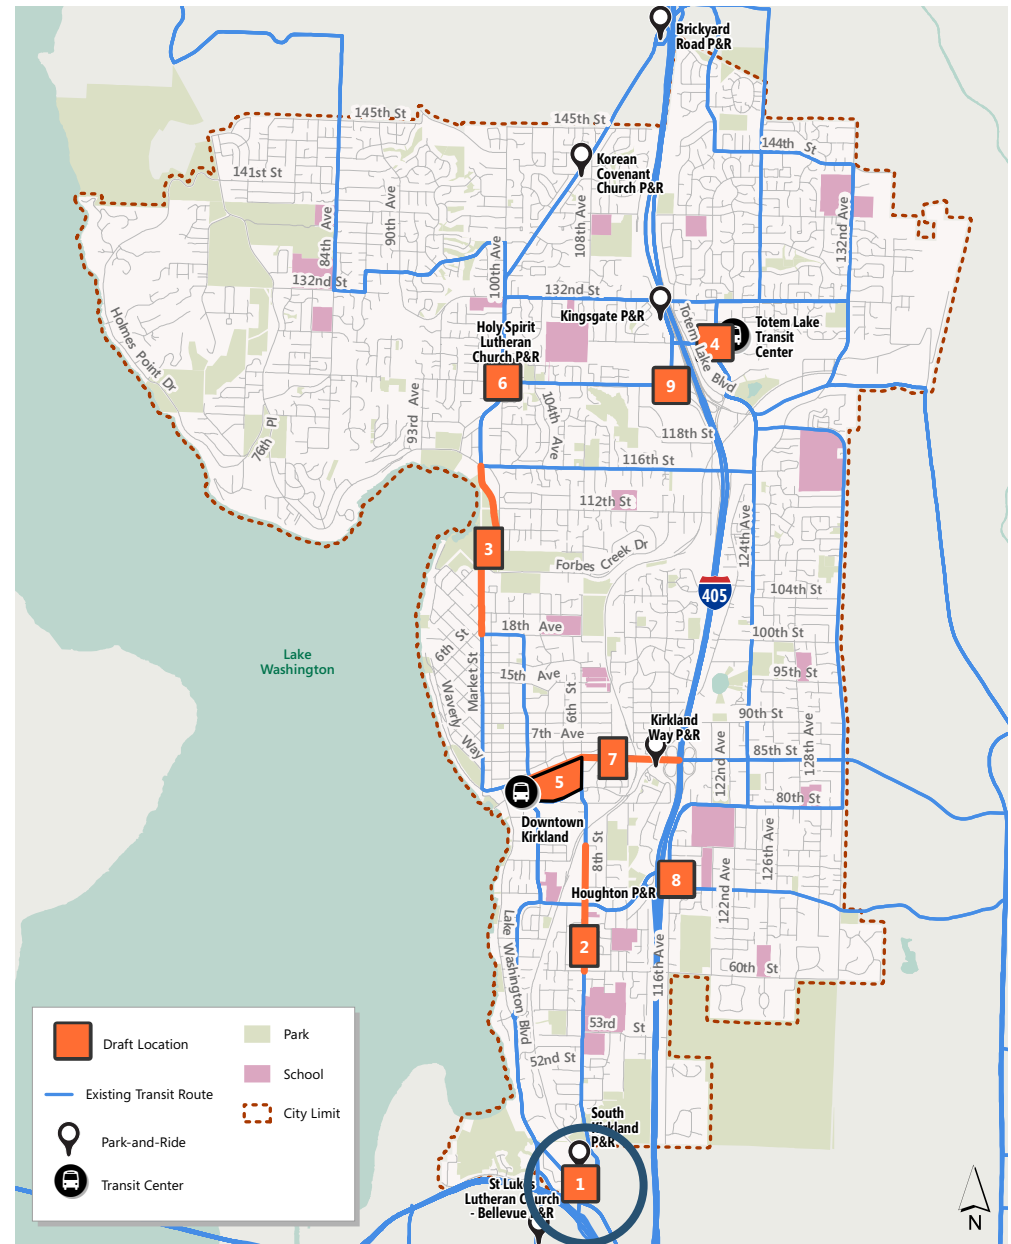 Brickyard
Road P&R
145th St
145th St
144th St
Korean
Covenant
Church P&R
141st St
84th Ave
90th Ave
108th Ave
132nd Ave
100th Ave
132nd St
132nd St
Kingsgate P&R
Totem Lake
Transit
Center
Holmes Point Dr
Holy Spirit
Lutheran
Church P&R
Totem Lake Blvd
4
6
9
93rd Ave
104th Ave
76th Pl
118th St
116th St
112th St
124th Ave
3
Forbes Creek Dr
405
104th St
18th Ave
100th St
6th St
Lake
Washington
Market St
15th Ave
95th St
Waverly Way
6th St
90th St
Kirkland
Way P&R
7th Ave
122nd Ave
128th Ave
85th St
7
5
80th St
Downtown
Kirkland
8th St
126th Ave
Houghton P&R
8
122nd Ave
Lake Washington Blvd
2
116th Ave
60th St
53rd St
52nd St
South
Kirkland
P&R
1
St Lukes
Lutheran Church
- Bellevue P&R
Draft Location
Existing Transit Route
Park-and-Ride
Transit Center
Park
School
City Limit
N